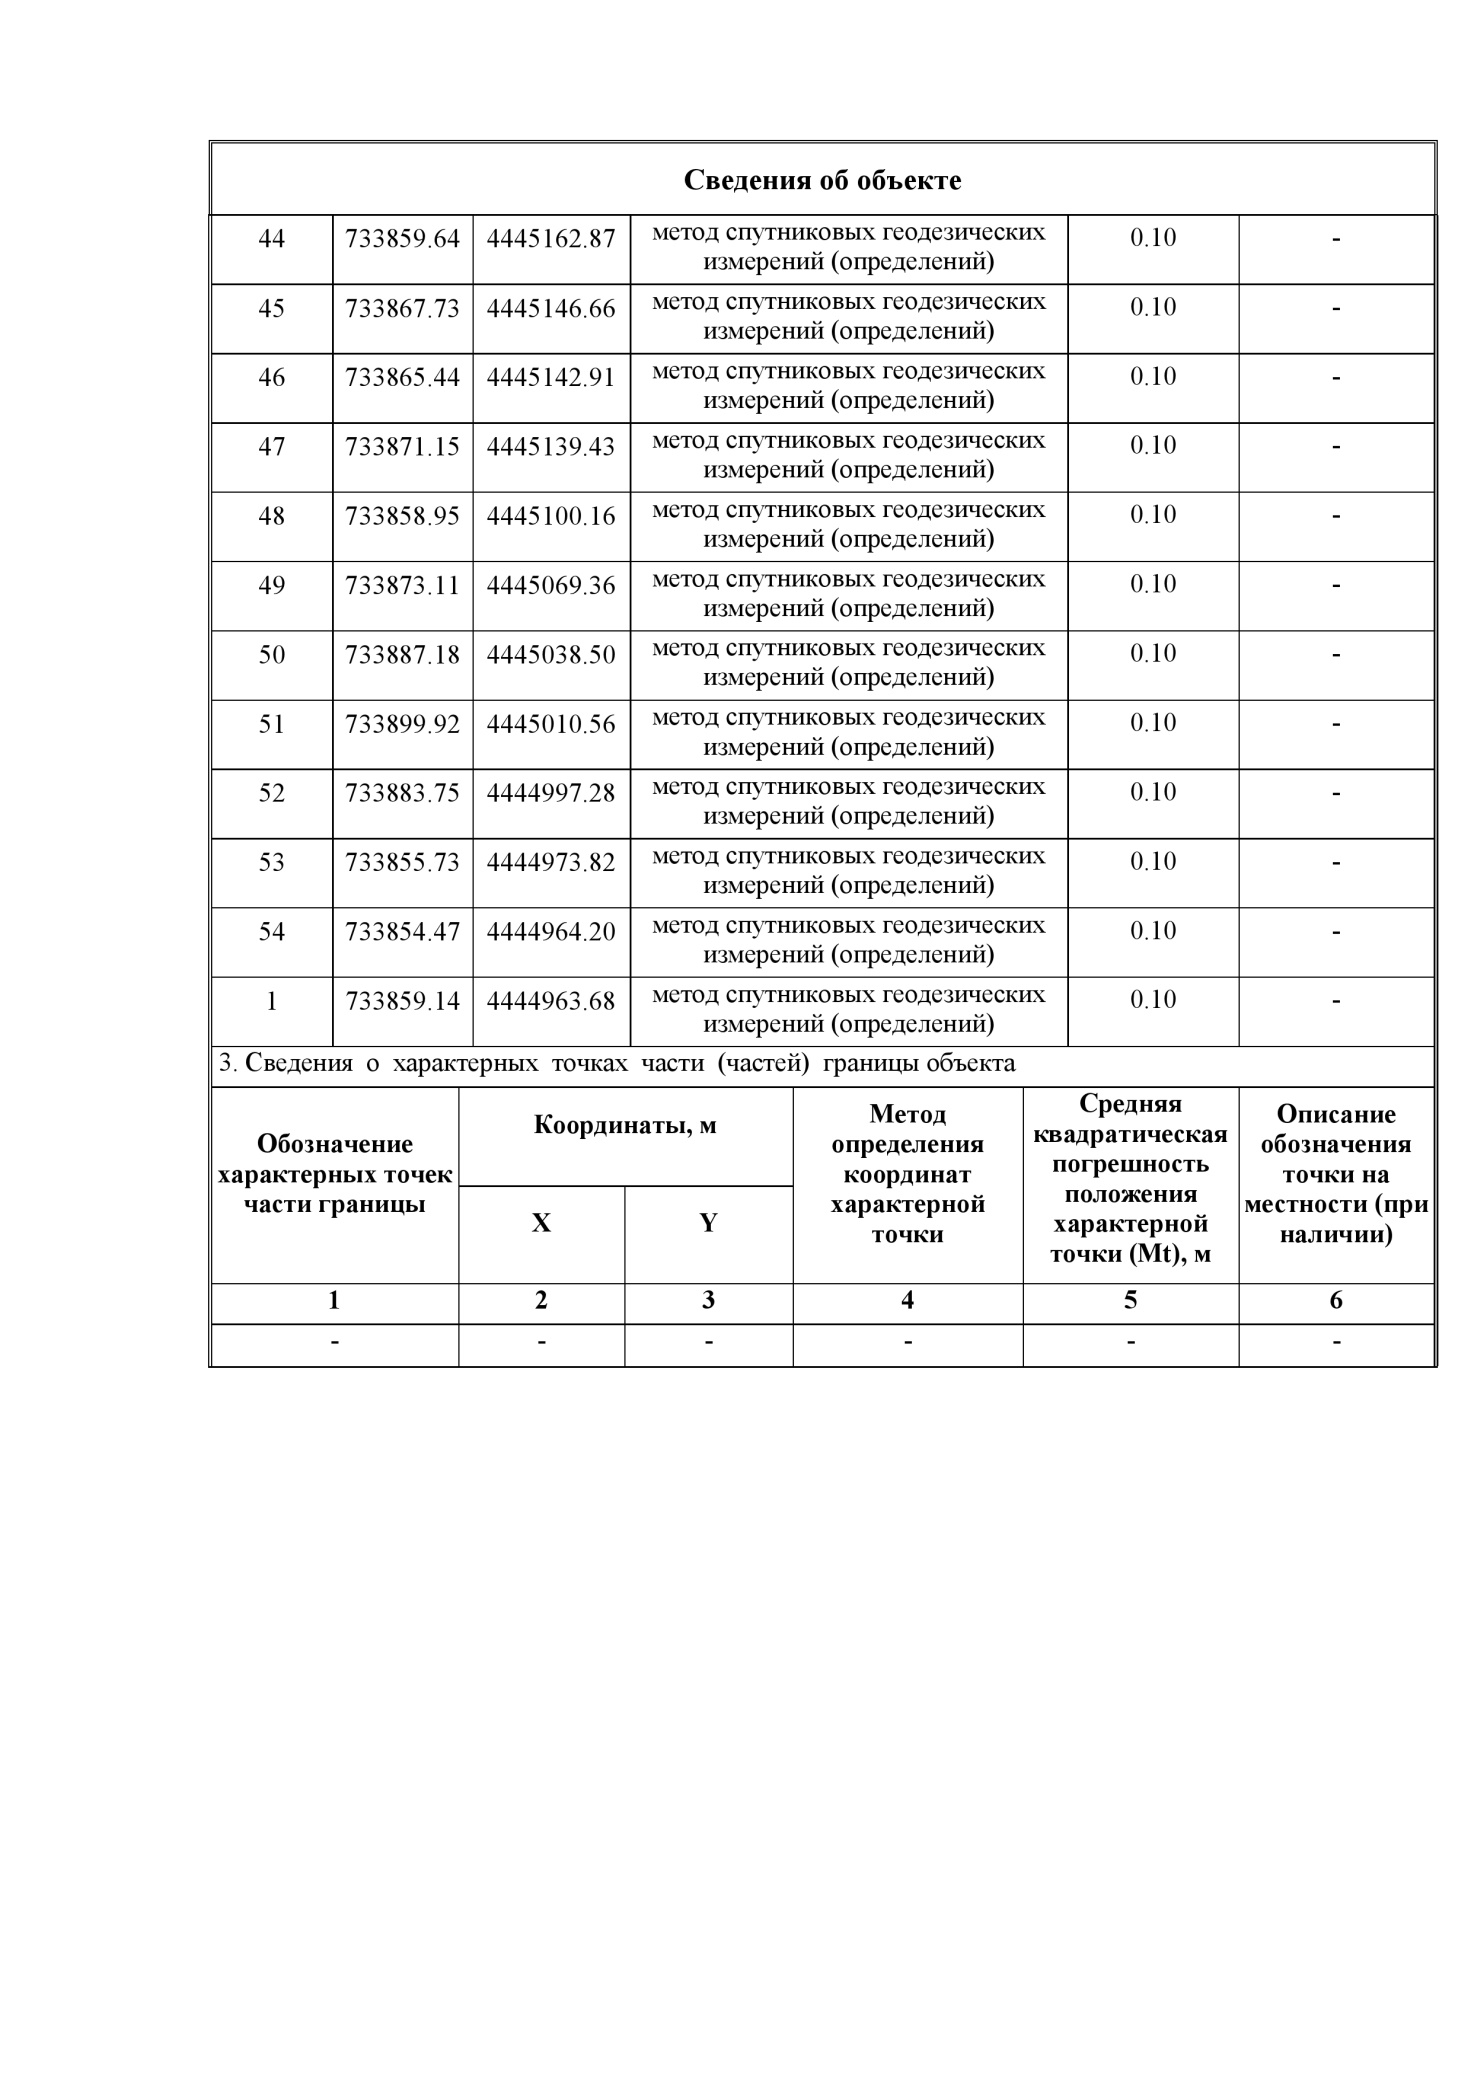 Сведения об объекте
44 733859.64 4445162.87 метод спутниковых геодезических измерений (определений) 0.10 -
45 733867.73 4445146.66 метод спутниковых геодезических измерений (определений) 0.10 -
46 733865.44 4445142.91 метод спутниковых геодезических измерений (определений) 0.10 -
47 733871.15 4445139.43 метод спутниковых геодезических измерений (определений) 0.10 -
48 733858.95 4445100.16 метод спутниковых геодезических измерений (определений) 0.10 -
49 733873.11 4445069.36 метод спутниковых геодезических измерений (определений) 0.10 -
50 733887.18 4445038.50 метод спутниковых геодезических измерений (определений) 0.10 -
51 733899.92 4445010.56 метод спутниковых геодезических измерений (определений) 0.10 -
52 733883.75 4444997.28 метод спутниковых геодезических измерений (определений) 0.10 -
53 733855.73 4444973.82 метод спутниковых геодезических измерений (определений) 0.10 -
54 733854.47 4444964.20 метод спутниковых геодезических измерений (определений) 0.10 -
1 733859.14 4444963.68 метод спутниковых геодезических измерений (определений) 0.10 -
3. Сведения о характерных точках части (частей) границы объекта
Обозначение
характерных точек
части границы
Координаты, м
X Y
Метод
определения
координат
характерной
точки
Средняя
квадратическая
погрешность
положения
характерной
точки (Mt), м
Описание
обозначения
точки на
местности (при
наличии)
1 2 3 4 5 6
- - - - - -